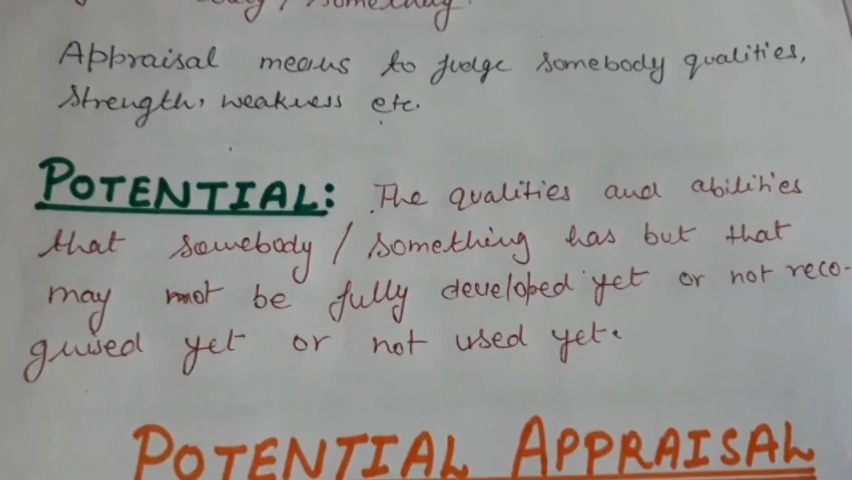 / something.
Appraisal means to judge somebody qualities,
strength, weakness etc.
POTENTIAL: The qualities and abilities
that somebody / something has but that
may not be fully developed yet or not reco-
gnised yet or not used yet.
POTENTIAL APPRAISAL